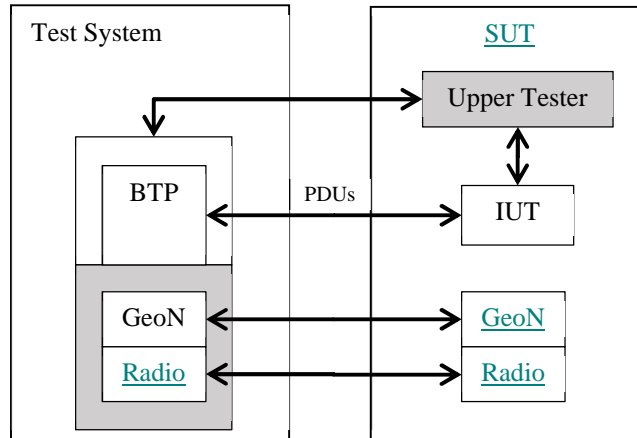 Test System
SUT
Upper Tester
BTP
PDUs
IUT
GeoN
GeoN
Radio
Radio